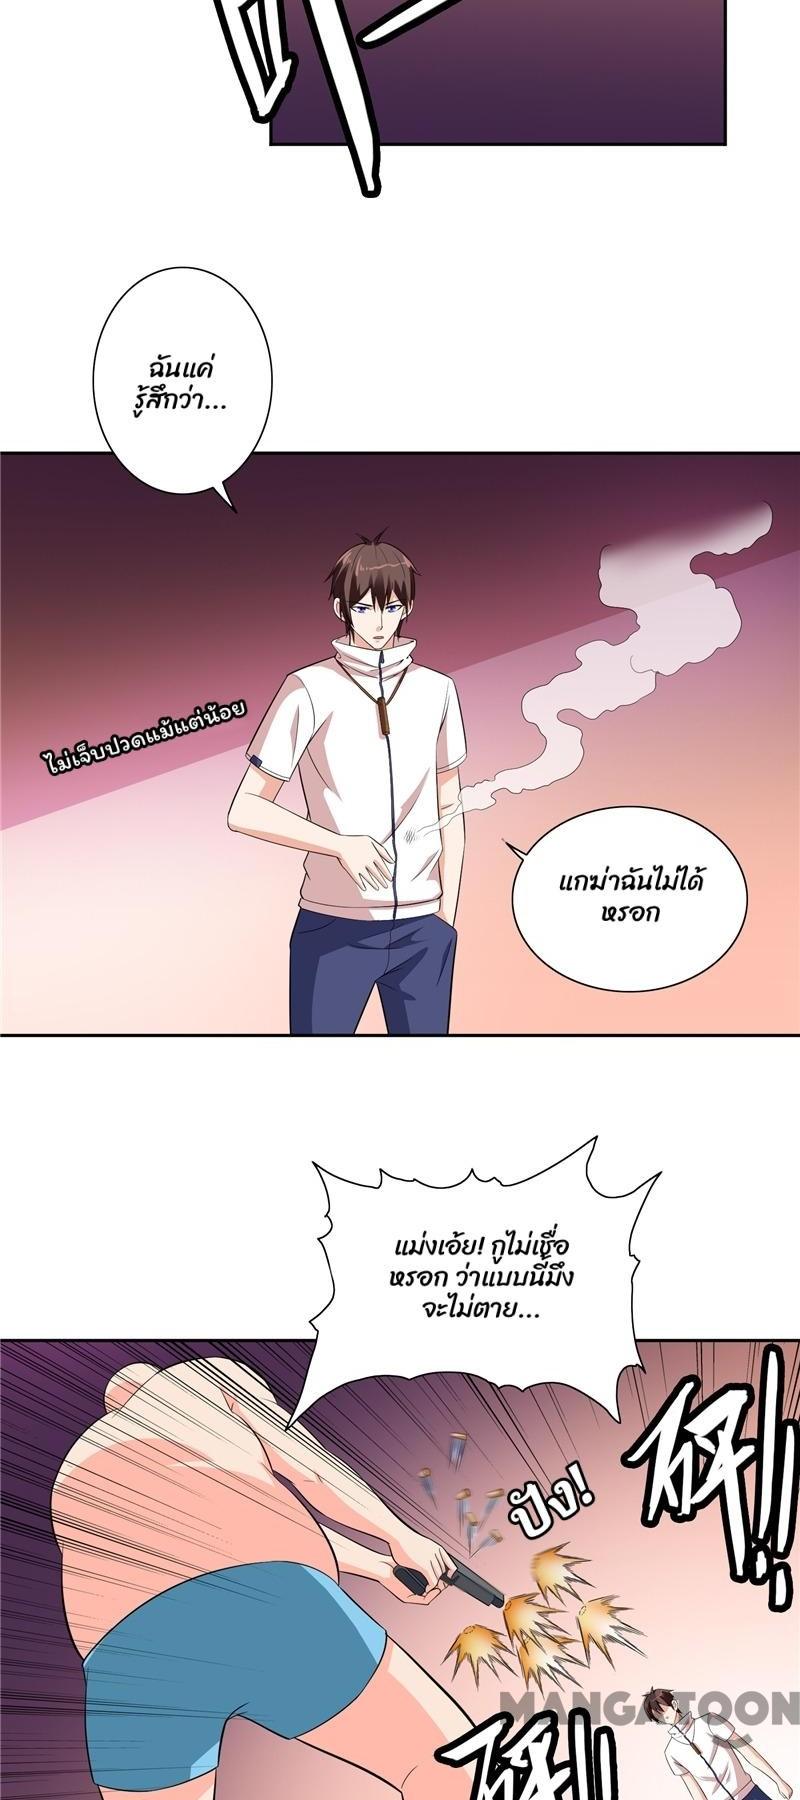 ฉันแค่
รู้สึกว่า...
ไม่เจ็บปวดแม้แต่น้อย
แกฆ่าฉันไม่ได้
หรอก
แม่งเอ้ย! กูไม่เชื่อ
หรอก ว่าแบบนี้มึง
จะไม่ตาย...
ปัง!
砰!!
MANGATOON
砰